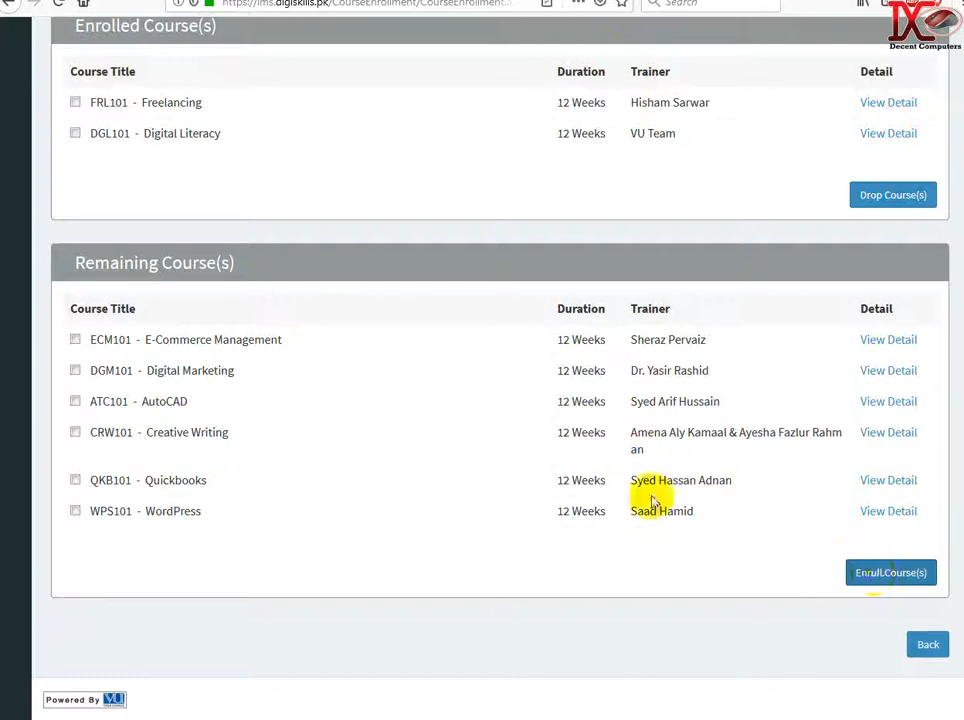 https://lms.digiskills.pk/CourseEnrollment/CourseEnrollment.
Search
Decent Computers
Enrolled Course(s)
Course Title Duration Trainer Detail
FRL101 - Freelancing 12 Weeks Hisham Sarwar View Detail
DGL101 - Digital Literacy 12 Weeks VU Team View Detail
Drop Course(s)
Remaining Course(s)
Course Title Duration Trainer Detail
ECM101 - E-Commerce Management 12 Weeks Sheraz Pervaiz View Detail
DGM101 - Digital Marketing 12 Weeks Dr. Yasir Rashid View Detail
ATC101 - AutoCAD 12 Weeks Syed Arif Hussain View Detail
CRW101 - Creative Writing 12 Weeks Amena Aly Kamaal & Ayesha Fazlur Rahm View Detail
an
QKB101 - Quickbooks 12 Weeks Syed Hassan Adnan View Detail
WPS101 - WordPress 12 Weeks Saad Hamid View Detail
Enroll Course(s)
Back
Powered By VU